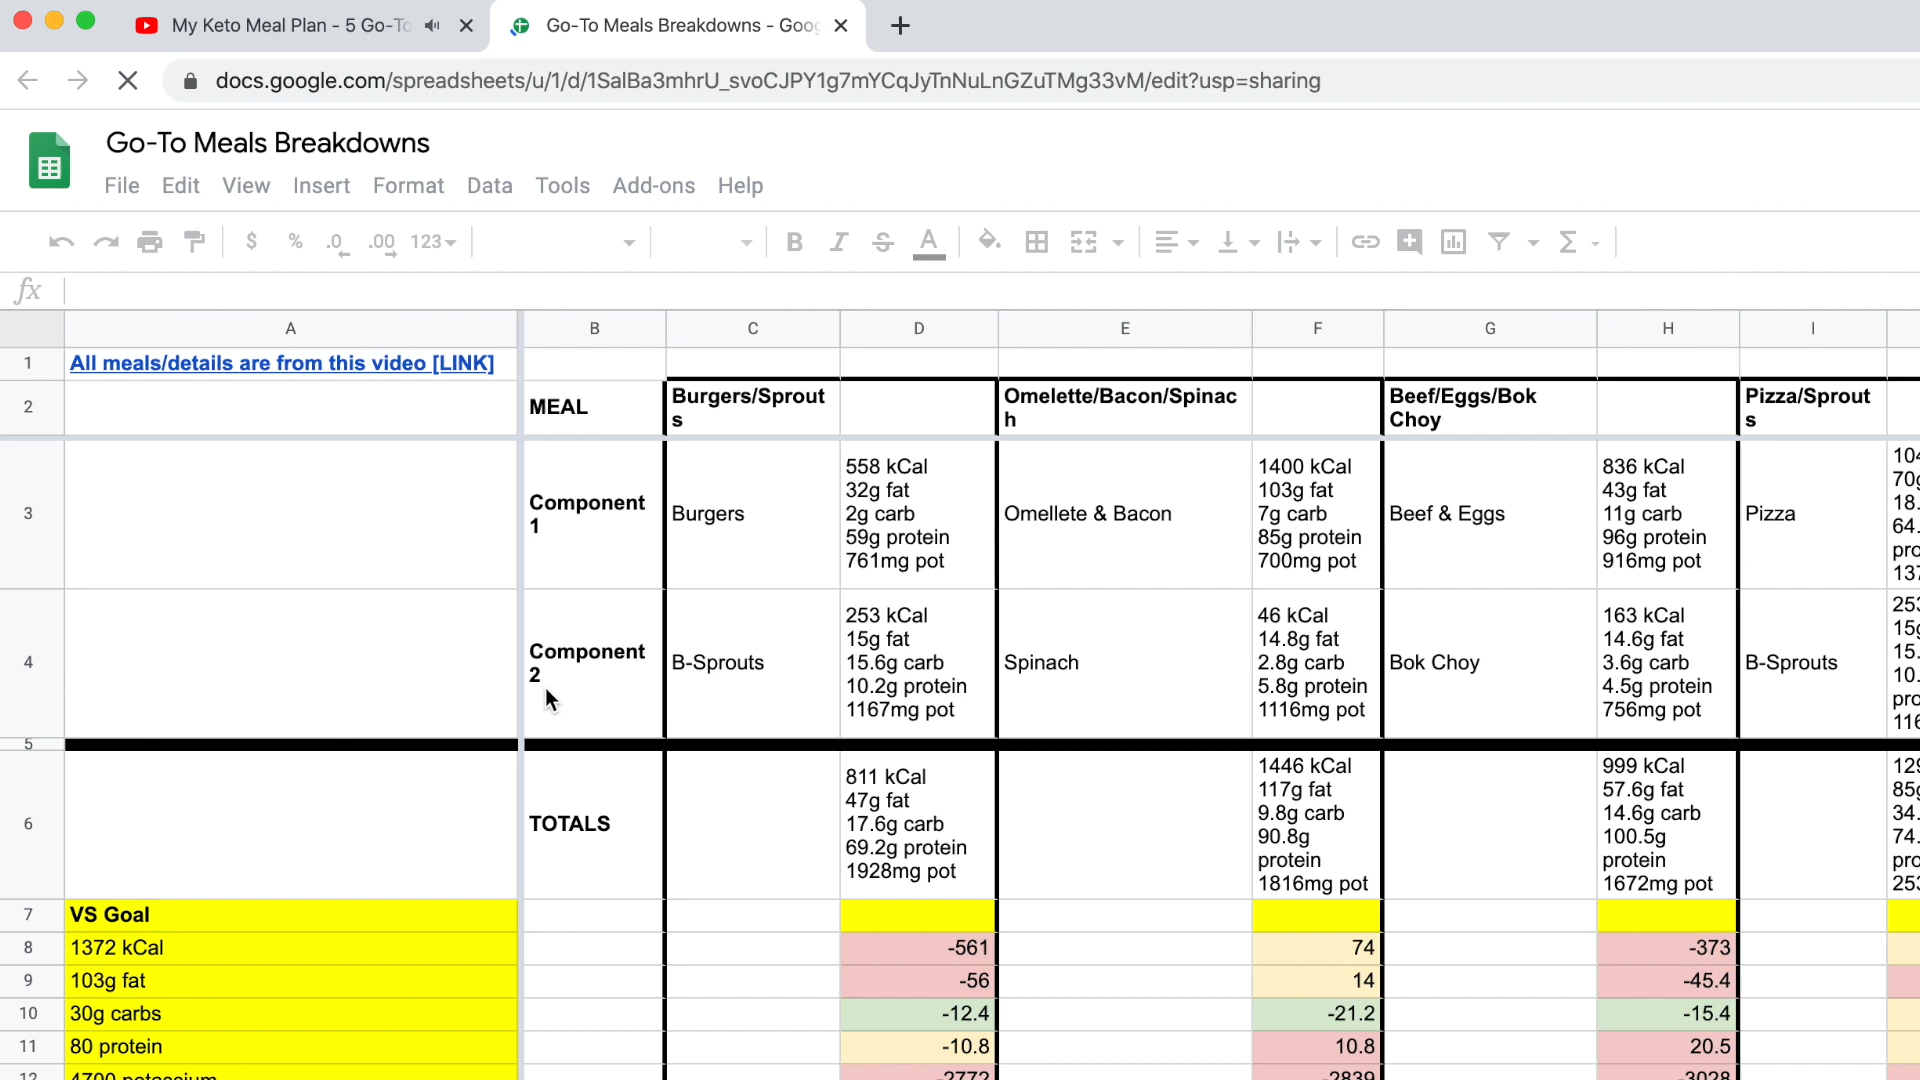 My Keto Meal Plan - 5 Go-To
Go-To Meals Breakdowns - Goog
docs.google.com/spreadsheets/u/1/d/1SalBa3mhrU_svoCJPY1g7mYCqJyTnNuLnGZuTMg33vM/edit?usp=sharing
Go-To Meals Breakdowns
File Edit View Insert Format Data Tools Add-ons Help
$ % .0 .00 123
B I S A
fx
A B C D E F G H I
1 All meals/details are from this video [LINK]
2 MEAL
Burgers/Sprout
s
Omelette/Bacon/Spinac
h
Beef/Eggs/Bok
Choy
Pizza/Sprout
s
3
Component
1
Burgers
558 kCal
32g fat
2g carb
59g protein
761mg pot
Omellete & Bacon
1400 kCal
103g fat
7g carb
85g protein
700mg pot
Beef & Eggs
836 kCal
43g fat
11g carb
96g protein
916mg pot
Pizza
104
70g
18.
64.
pro
137
4
Component
2
B-Sprouts
253 kCal
15g fat
15.6g carb
10.2g protein
1167mg pot
Spinach
46 kCal
14.8g fat
2.8g carb
5.8g protein
1116mg pot
Bok Choy
163 kCal
14.6g fat
3.6g carb
4.5g protein
756mg pot
B-Sprouts
253
15g
15.
10.
pro
116
5
6
TOTALS
811 kCal
47g fat
17.6g carb
69.2g protein
1928mg pot
1446 kCal
117g fat
9.8g carb
90.8g
protein
1816mg pot
999 kCal
57.6g fat
14.6g carb
100.5g
protein
1672mg pot
129
85g
34.
74.
pro
253
7 VS Goal
8 1372 kCal -561 74 -373
9 103g fat -56 14 -45.4
10 30g carbs -12.4 -21.2 -15.4
11 80 protein -10.8 10.8 20.5
12 4700 potassium -2772 -2839 -3028